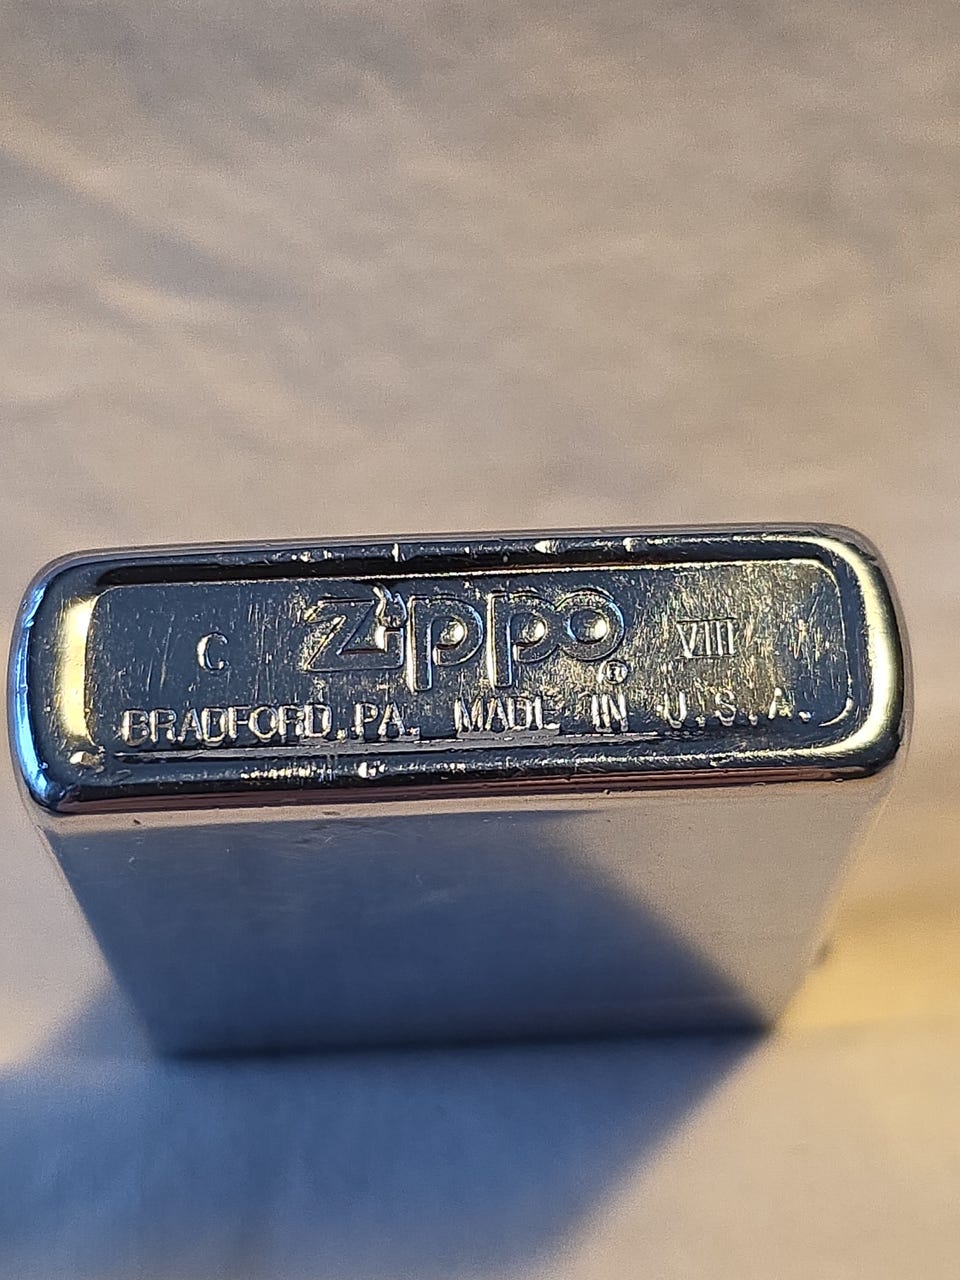 C Zippo ® VIII
BRADFORD, PA. MADE IN U.S.A.